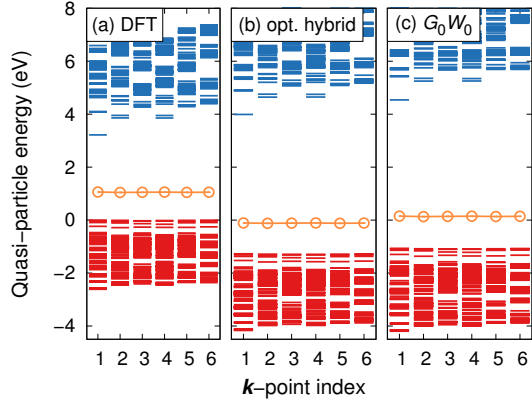 (a) DFT
(b) opt. hybrid
(c) G₀W₀
Quasi−particle energy (eV)
8
6
4
2
0
−2
−4
1 2 3 4 5 6
1 2 3 4 5 6
1 2 3 4 5 6
k−point index